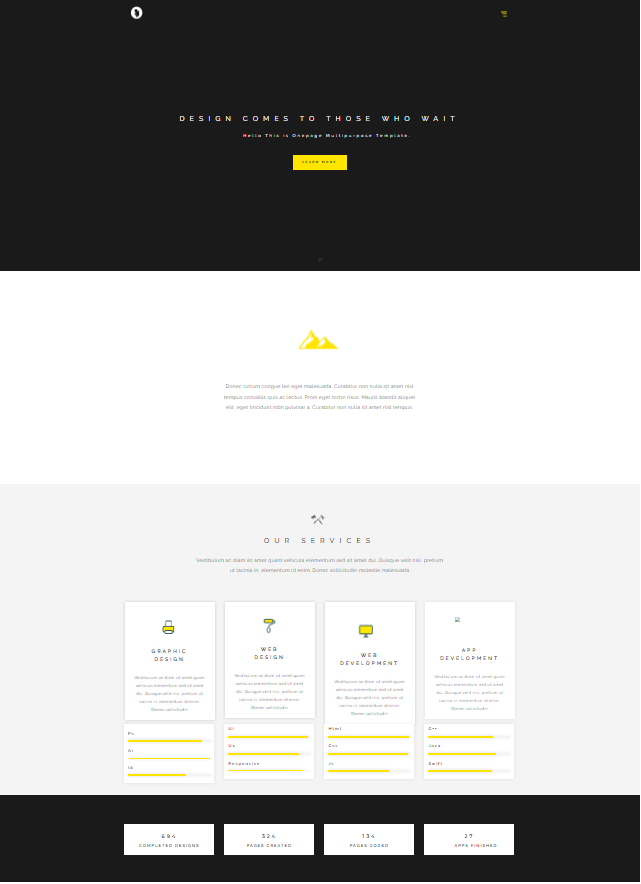 DESIGN COMES TO THOSE WHO WAIT
Hello This is Onepage Multipurpose Template.
LEARN MORE
Donec rutrum congue leo eget malesuada. Curabitur non nulla sit amet nisl
tempus convallis quis ac lectus. Proin eget tortor risus. Mauris blandit aliquet
elit, eget tincidunt nibh pulvinar a. Curabitur non nulla sit amet nisl tempus.
OUR SERVICES
Vestibulum ac diam sit amet quam vehicula elementum sed sit amet dui. Quisque velit nisi, pretium
ut lacinia in, elementum id enim. Donec sollicitudin molestie malesuada.
GRAPHIC
DESIGN
Vestibulum ac diam sit amet quam
vehicula elementum sed sit amet
dui. Quisque velit nisi, pretium ut
lacinia in, elementum id enim.
Donec sollicitudin
Ps
Ai
Id
WEB
DESIGN
Vestibulum ac diam sit amet quam
vehicula elementum sed sit amet
dui. Quisque velit nisi, pretium ut
lacinia in, elementum id enim.
Donec sollicitudin
UI
Ux
Responsive
WEB
DEVELOPMENT
Vestibulum ac diam sit amet quam
vehicula elementum sed sit amet
dui. Quisque velit nisi, pretium ut
lacinia in, elementum id enim.
Donec sollicitudin
Html
Css
Js
APP
DEVELOPMENT
Vestibulum ac diam sit amet quam
vehicula elementum sed sit amet
dui. Quisque velit nisi, pretium ut
lacinia in, elementum id enim.
Donec sollicitudin
C++
Java
Swift
694
COMPLETED DESIGNS
324
PAGES CREATED
134
PAGES CODED
27
APPS FINISHED